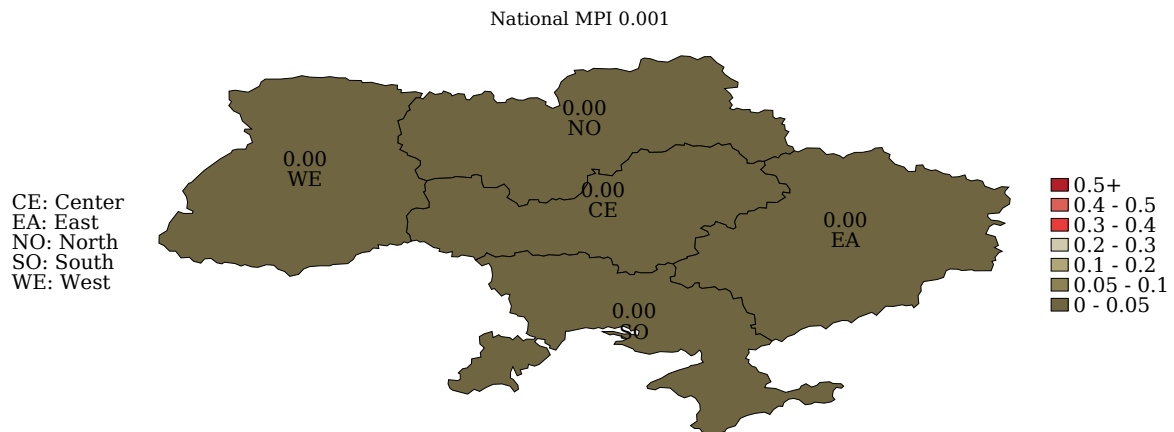 National MPI 0.001
0.00
NO
0.00
WE
0.00
CE
0.00
EA
0.00
SO
CE: Center
EA: East
NO: North
SO: South
WE: West
0.5+
0.4 - 0.5
0.3 - 0.4
0.2 - 0.3
0.1 - 0.2
0.05 - 0.1
0 - 0.05